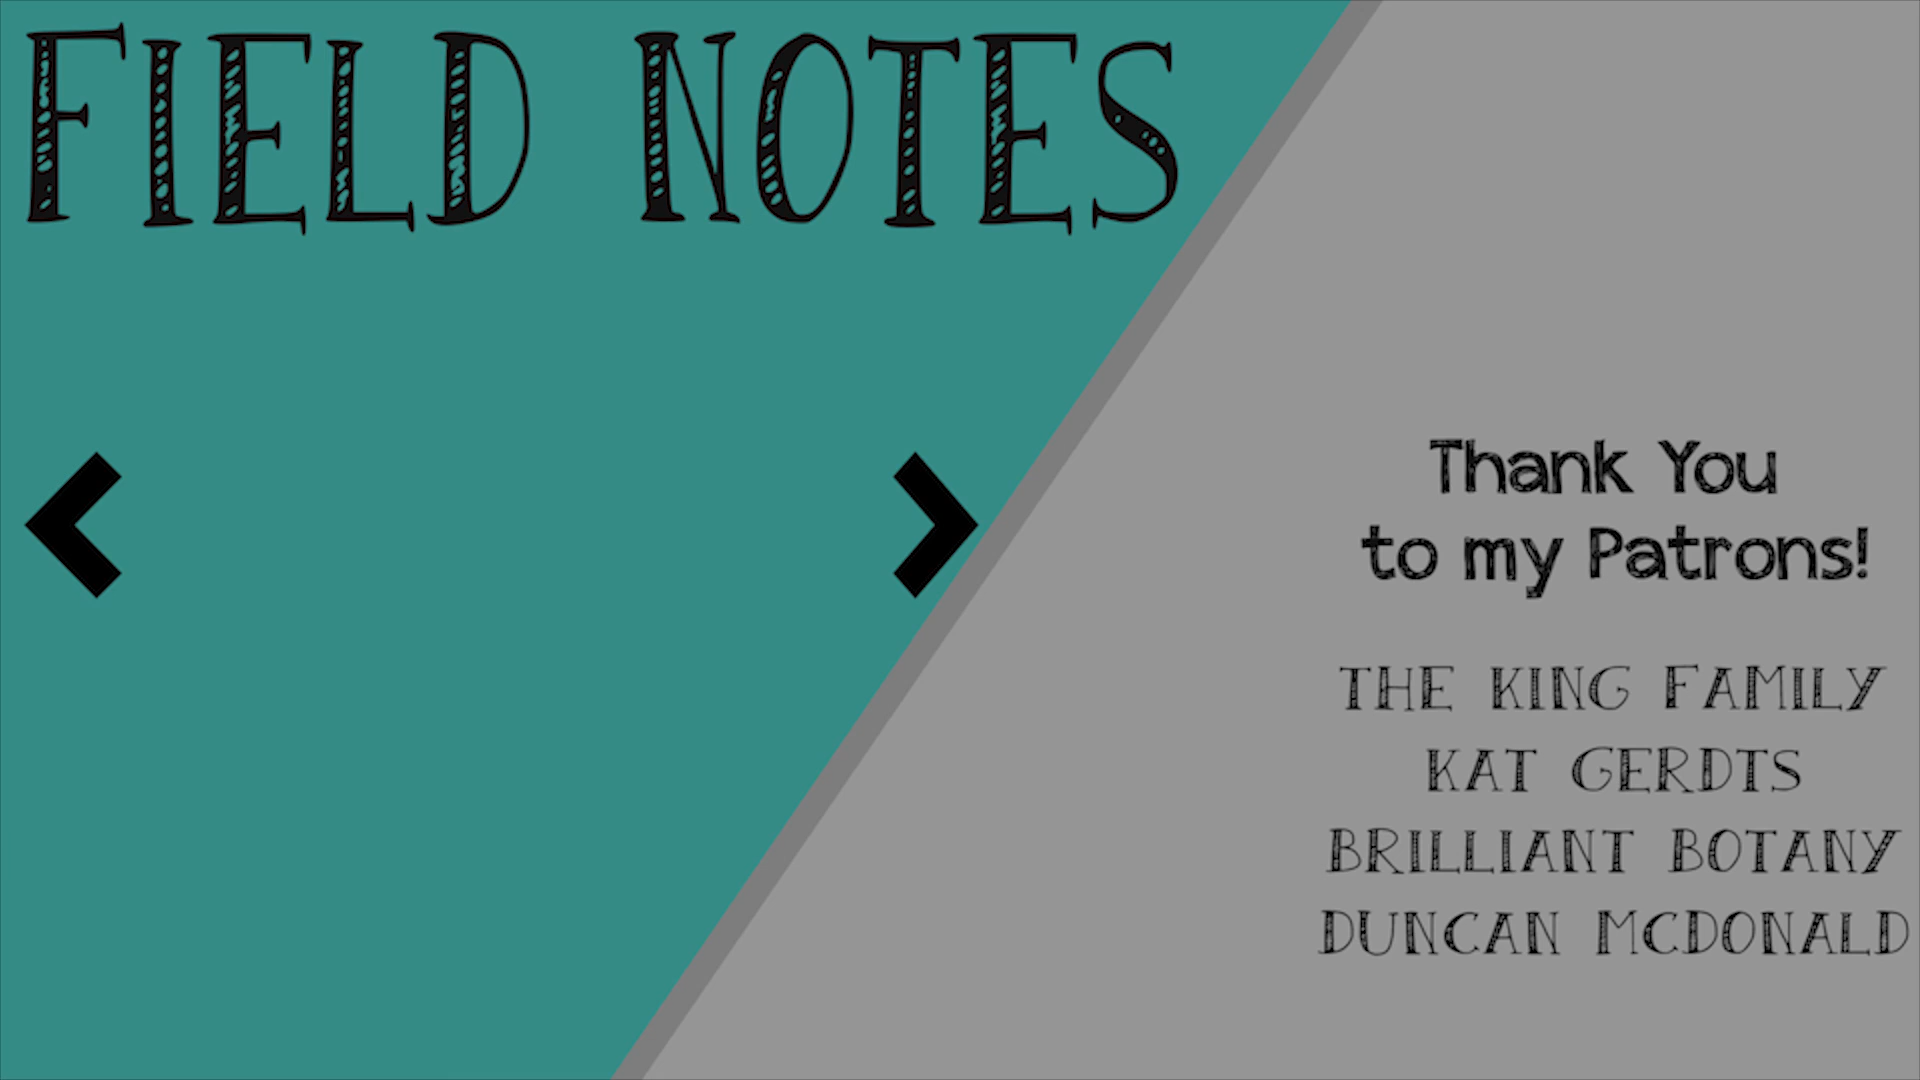 FIELD NOTES
Thank You
to my Patrons!
THE KING FAMILY
KAT GERDTS
BRILLIANT BOTANY
DUNCAN MCDONALD